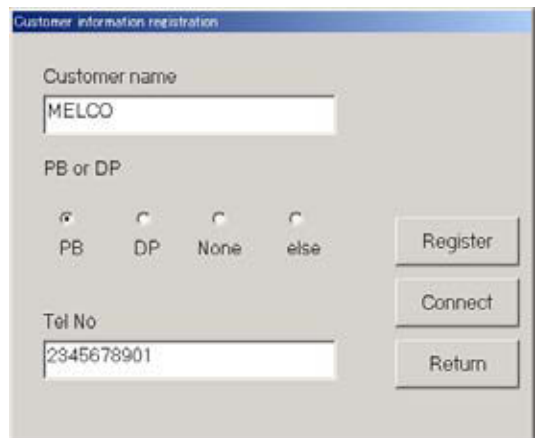 Customer information registration
Customer name
MELCO
PB or DP
PB DP None else
Register
Connect
Tel No
2345678901
Return